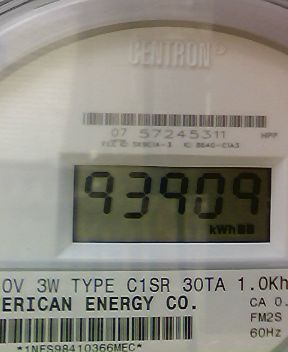 CENTRON®
07 57245311 HPP
93909
kWh
0V 3W TYPE C1SR 30TA 1.0Kh
ERICAN ENERGY CO. CA 0.
FM2S
60Hz
*1NFS98410366MEC*